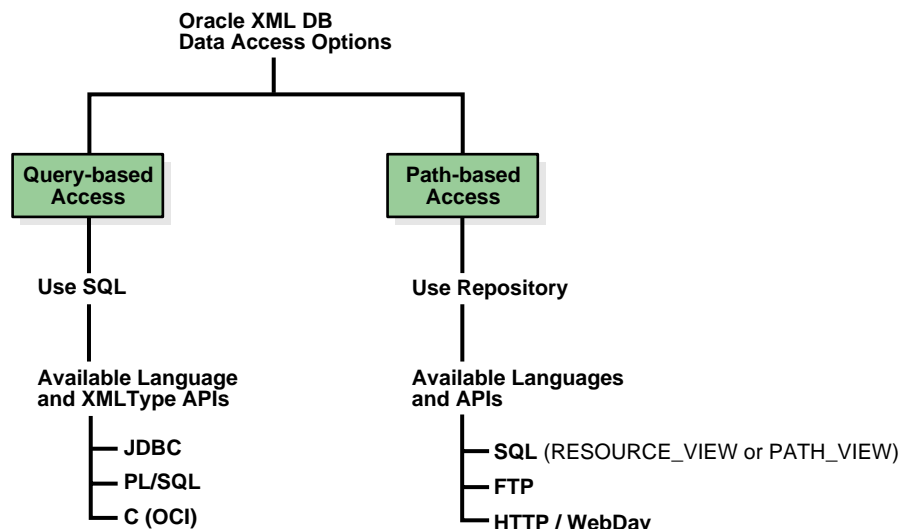 Oracle XML DB
Data Access Options
Query-based
Access
Path-based
Access
Use SQL
Use Repository
Available Language
and XMLType APIs
Available Languages
and APIs
JDBC
PL/SQL
C (OCI)
SQL (RESOURCE_VIEW or PATH_VIEW)
FTP
HTTP / WebDav